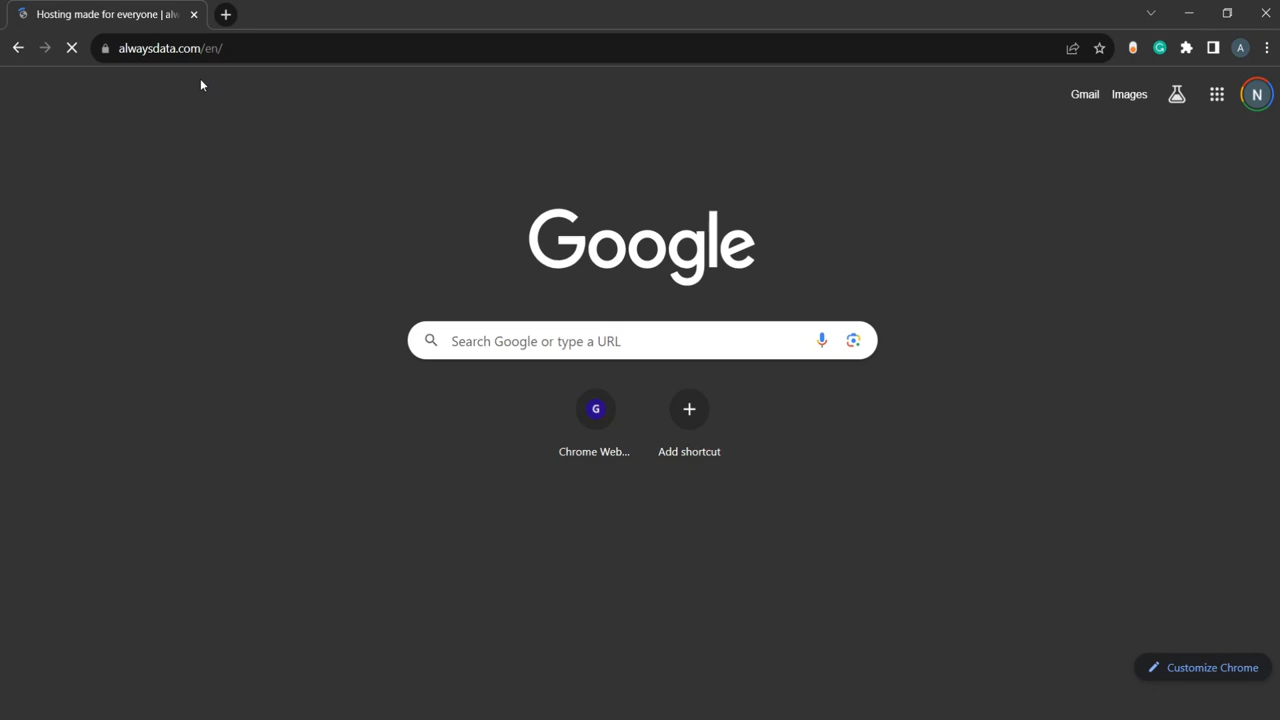 Hosting made for everyone | alw
alwaysdata.com/en/
A
Gmail Images
N
Google
Search Google or type a URL
G
Chrome Web... Add shortcut
Customize Chrome